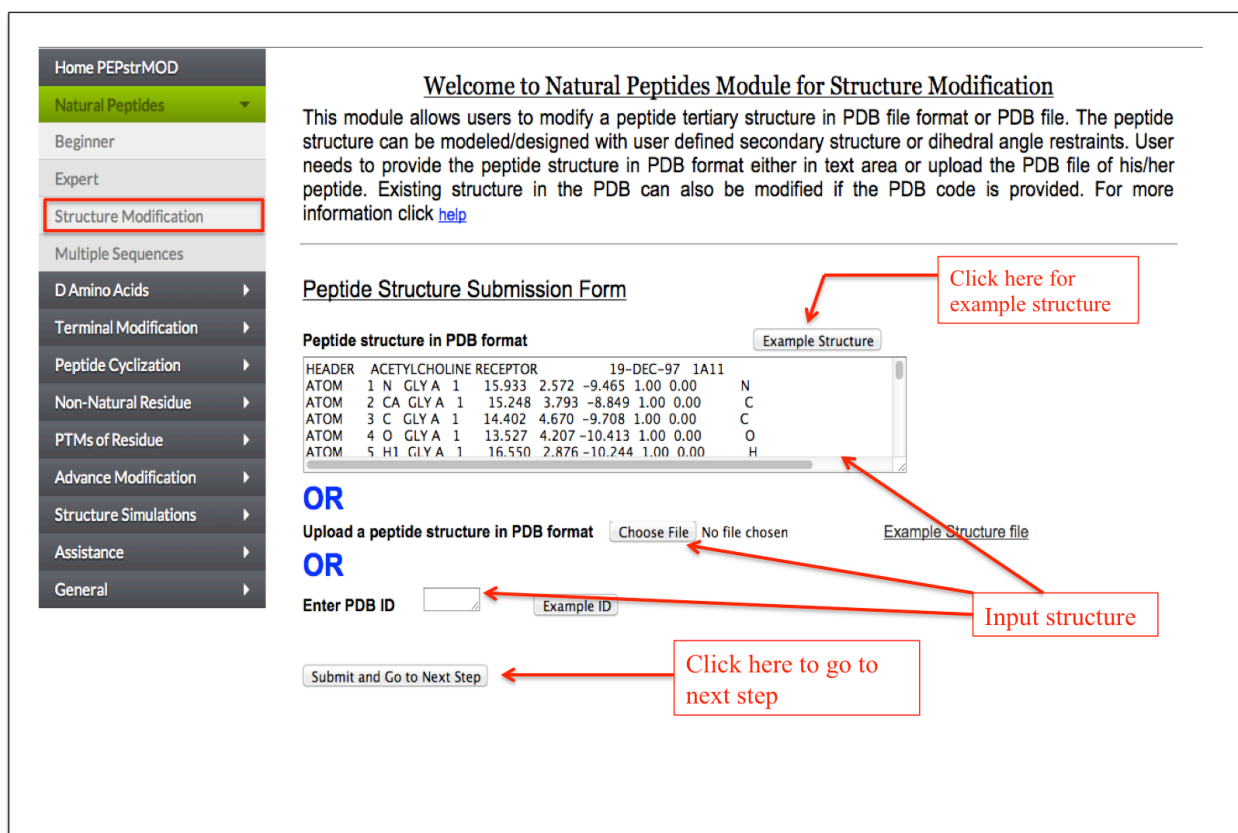 Home PEPstrMOD
Natural Peptides
Beginner
Expert
Structure Modification
Multiple Sequences
D Amino Acids
Terminal Modification
Peptide Cyclization
Non-Natural Residue
PTMs of Residue
Advance Modification
Structure Simulations
Assistance
General
Welcome to Natural Peptides Module for Structure Modification
This module allows users to modify a peptide tertiary structure in PDB file format or PDB file. The peptide
structure can be modeled/designed with user defined secondary structure or dihedral angle restraints. User
needs to provide the peptide structure in PDB format either in text area or upload the PDB file of his/her
peptide. Existing structure in the PDB can also be modified if the PDB code is provided. For more
information click help
Peptide Structure Submission Form
Click here for
example structure
Peptide structure in PDB format
Example Structure
HEADER ACETYLCHOLINE RECEPTOR 19-DEC-97 1A11
ATOM 1 N GLY A 1 15.933 2.572 -9.465 1.00 0.00 N
ATOM 2 CA GLY A 1 15.248 3.793 -8.849 1.00 0.00 C
ATOM 3 C GLY A 1 14.402 4.670 -9.708 1.00 0.00 C
ATOM 4 O GLY A 1 13.527 4.207 -10.413 1.00 0.00 O
ATOM 5 H1 GLY A 1 16.550 2.876 -10.244 1.00 0.00 H
OR
Upload a peptide structure in PDB format Choose File No file chosen Example Structure file
OR
Enter PDB ID Example ID
Input structure
Submit and Go to Next Step
Click here to go to
next step